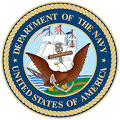 DEPARTMENT OF THE NAVY
UNITED STATES OF AMERICA